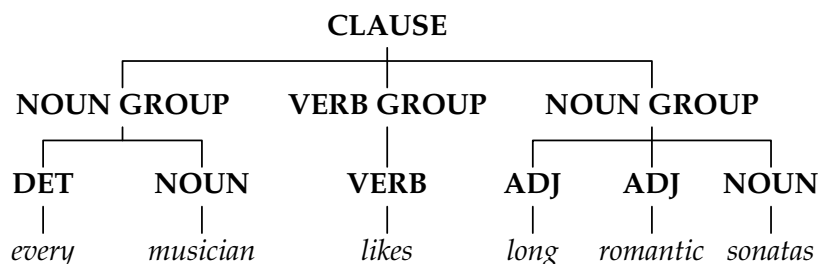 CLAUSE
NOUN GROUP VERB GROUP NOUN GROUP
DET NOUN VERB ADJ ADJ NOUN
every musician likes long romantic sonatas